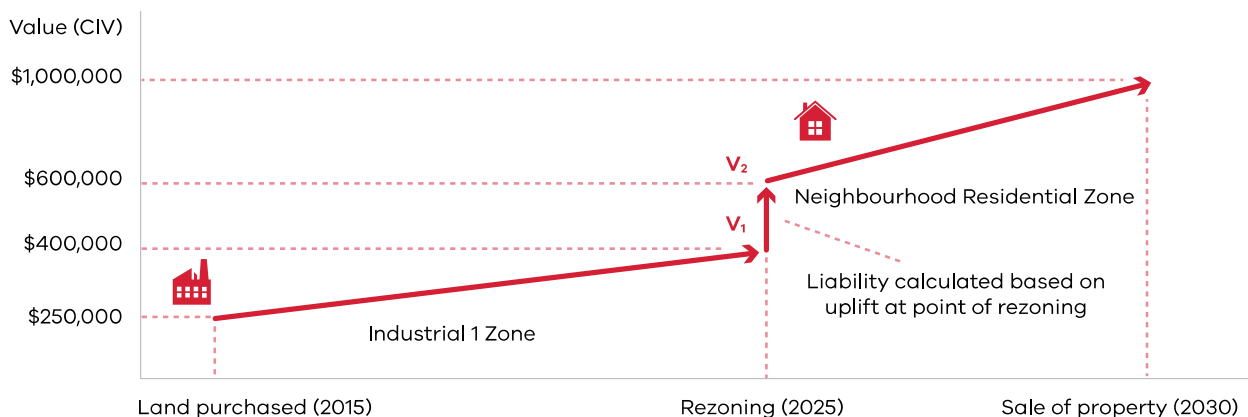 Value (CIV)
$1,000,000
$600,000
$400,000
$250,000
V2
V1
Neighbourhood Residential Zone
Liability calculated based on
uplift at point of rezoning
Industrial 1 Zone
Land purchased (2015)
Rezoning (2025)
Sale of property (2030)